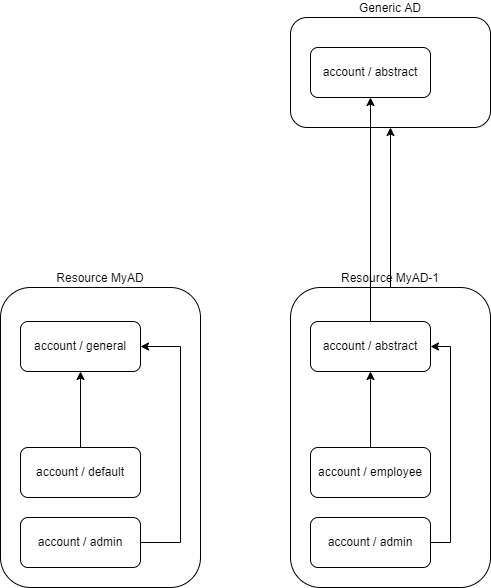 Generic AD
account / abstract
Resource MyAD
account / general
account / default
account / admin
Resource MyAD-1
account / abstract
account / employee
account / admin